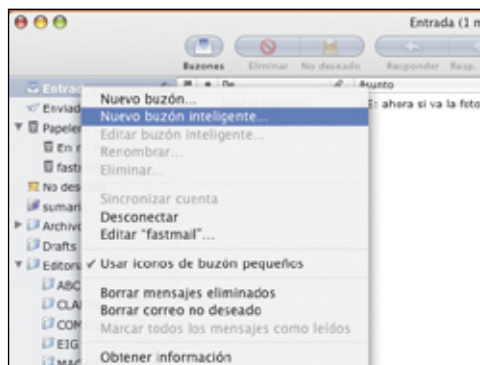 Entrada (1 m
Buzones Eliminar No deseado Responder Resp.
Entrad De Asunto
Enviad
: ahora si va la foto
Papeler
En m
fastm
No des
sumari
Archivo
Drafts
Editoria
ABC
CLA
COM
EIG
MAC
Nuevo buzón...
Nuevo buzón inteligente...
Editar buzón inteligente...
Renombrar...
Eliminar...
Sincronizar cuenta
Desconectar
Editar "fastmail"...
✓ Usar iconos de buzón pequeños
Borrar mensajes eliminados
Borrar correo no deseado
Marcar todos los mensajes como leídos
Obtener información